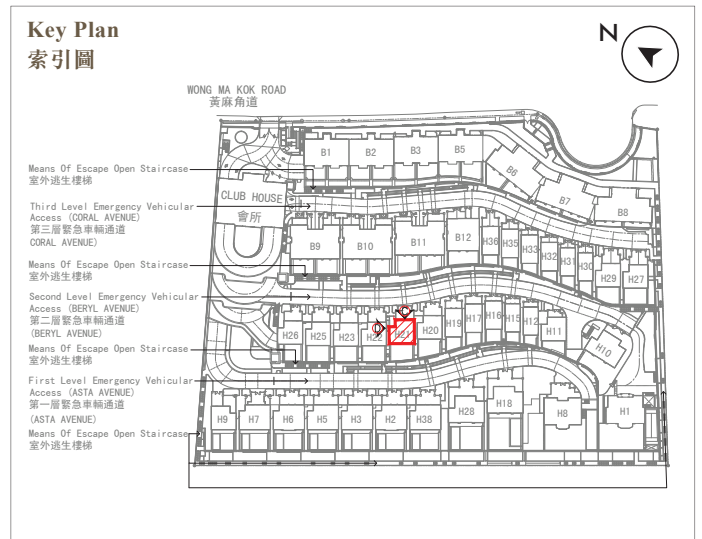 Key Plan
索引圖
N
WONG MA KOK ROAD
黃麻角道
B1
B2
B3
B5
B6
B7
B8
Means Of Escape Open Staircase
室外逃生樓梯
CLUB HOUSE
會所
Third Level Emergency Vehicular
Access (CORAL AVENUE)
第三層緊急車輛通道
CORAL AVENUE)
B9
B10
B11
B12
H36
H35
H33
H32
H31
H30
H29
H27
Means Of Escape Open Staircase
室外逃生樓梯
Second Level Emergency Vehicular
Access (BERYL AVENUE)
第二層緊急車輛通道
(BERYL AVENUE)
H26
H25
H23
H22
H21
H20
H19
H17
H16
H15
H12
H11
H10
Means Of Escape Open Staircase
室外逃生樓梯
First Level Emergency Vehicular
Access (ASTA AVENUE)
第一層緊急車輛通道
(ASTA AVENUE)
H9
H7
H6
H5
H3
H2
H38
H28
H18
H8
H1
Means Of Escape Open Staircase
室外逃生樓梯